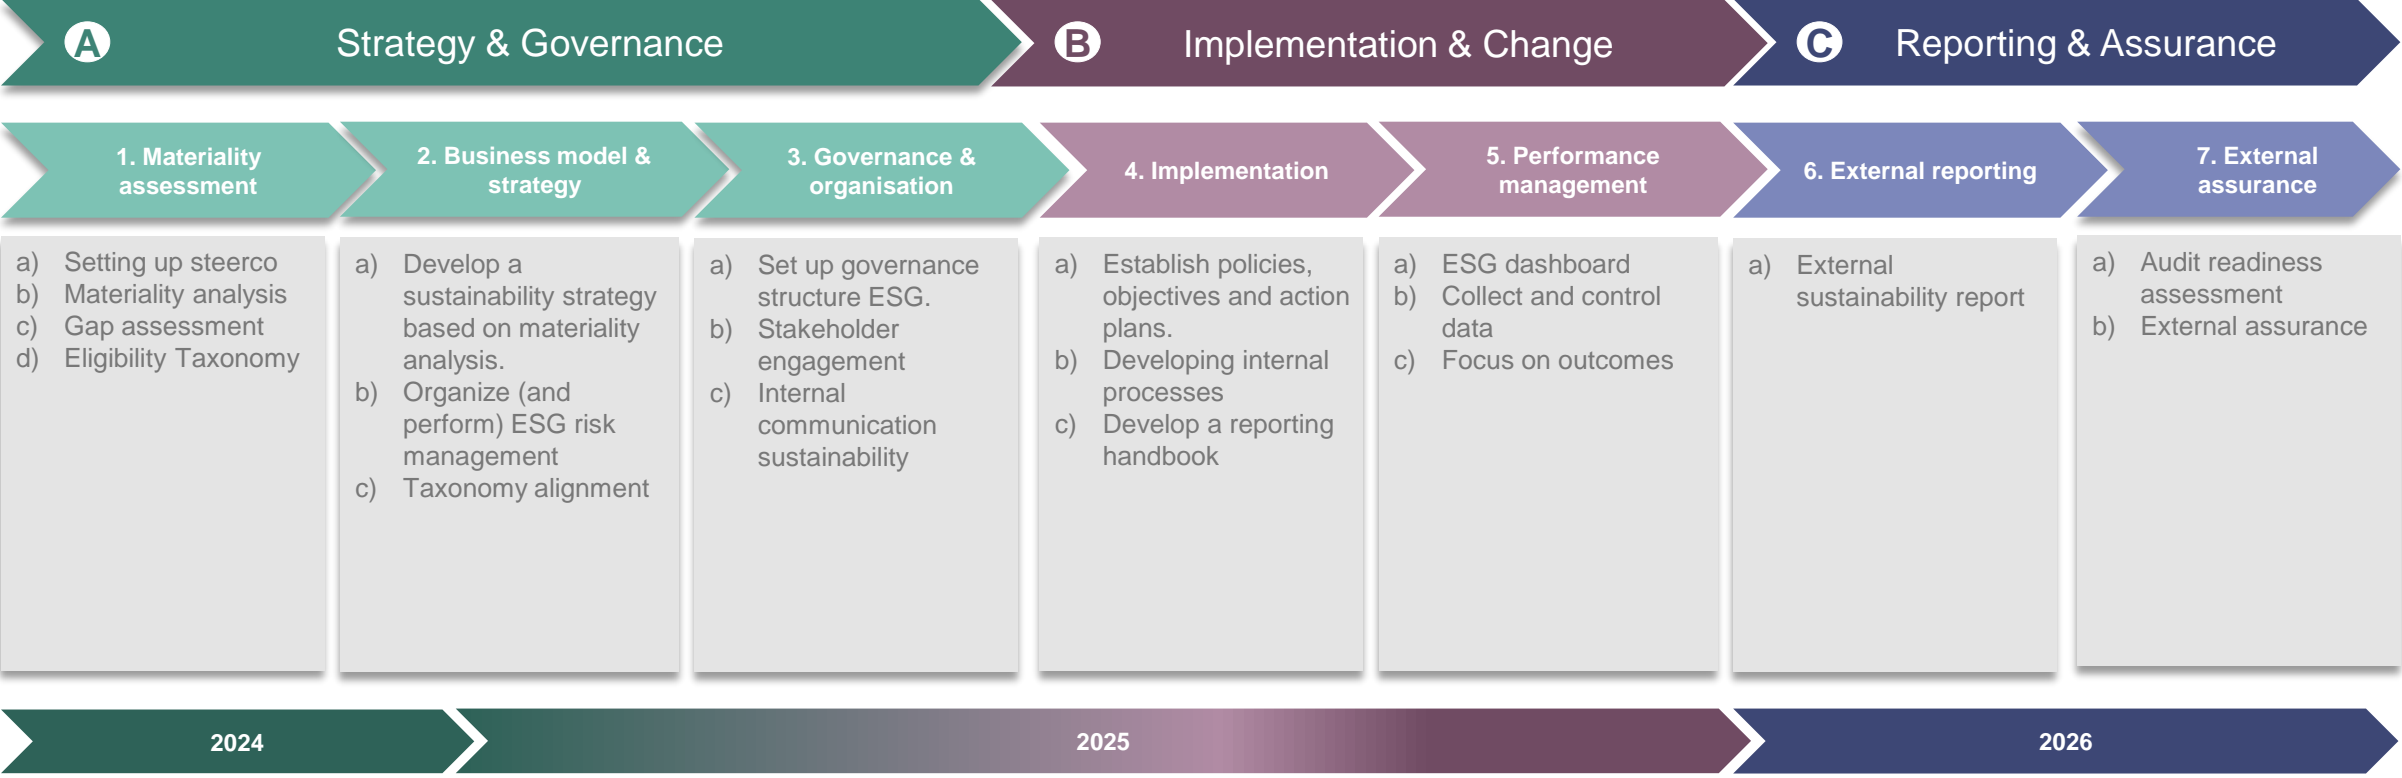 A Strategy & Governance
B Implementation & Change
C Reporting & Assurance
1. Materiality
assessment
2. Business model &
strategy
3. Governance &
organisation
4. Implementation
5. Performance
management
6. External reporting
7. External
assurance
a) Setting up steerco
b) Materiality analysis
c) Gap assessment
d) Eligibility Taxonomy
a) Develop a
sustainability strategy
based on materiality
analysis.
b) Organize (and
perform) ESG risk
management
c) Taxonomy alignment
a) Set up governance
structure ESG.
b) Stakeholder
engagement
c) Internal
communication
sustainability
a) Establish policies,
objectives and action
plans.
b) Developing internal
processes
c) Develop a reporting
handbook
a) ESG dashboard
b) Collect and control
data
c) Focus on outcomes
a) External
sustainability report
a) Audit readiness
assessment
b) External assurance
2024
2025
2026